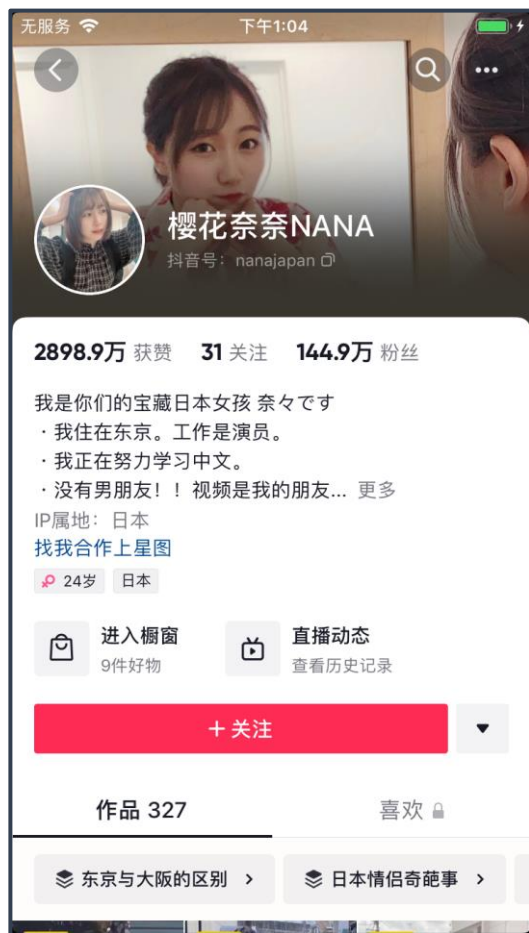 无服务 下午1:04
樱花奈奈NANA
抖音号：nanajapan
2898.9万 获赞 31 关注 144.9万 粉丝
我是你们的宝藏日本女孩 奈々です
· 我住在东京。工作是演员。
· 我正在努力学习中文。
· 没有男朋友！！视频是我的朋友... 更多
IP属地：日本
找我合作上星图
24岁 日本
进入橱窗 直播动态
9件好物 查看历史记录
+ 关注
作品 327 喜欢
东京与大阪的区别 > 日本情侣奇葩事 >